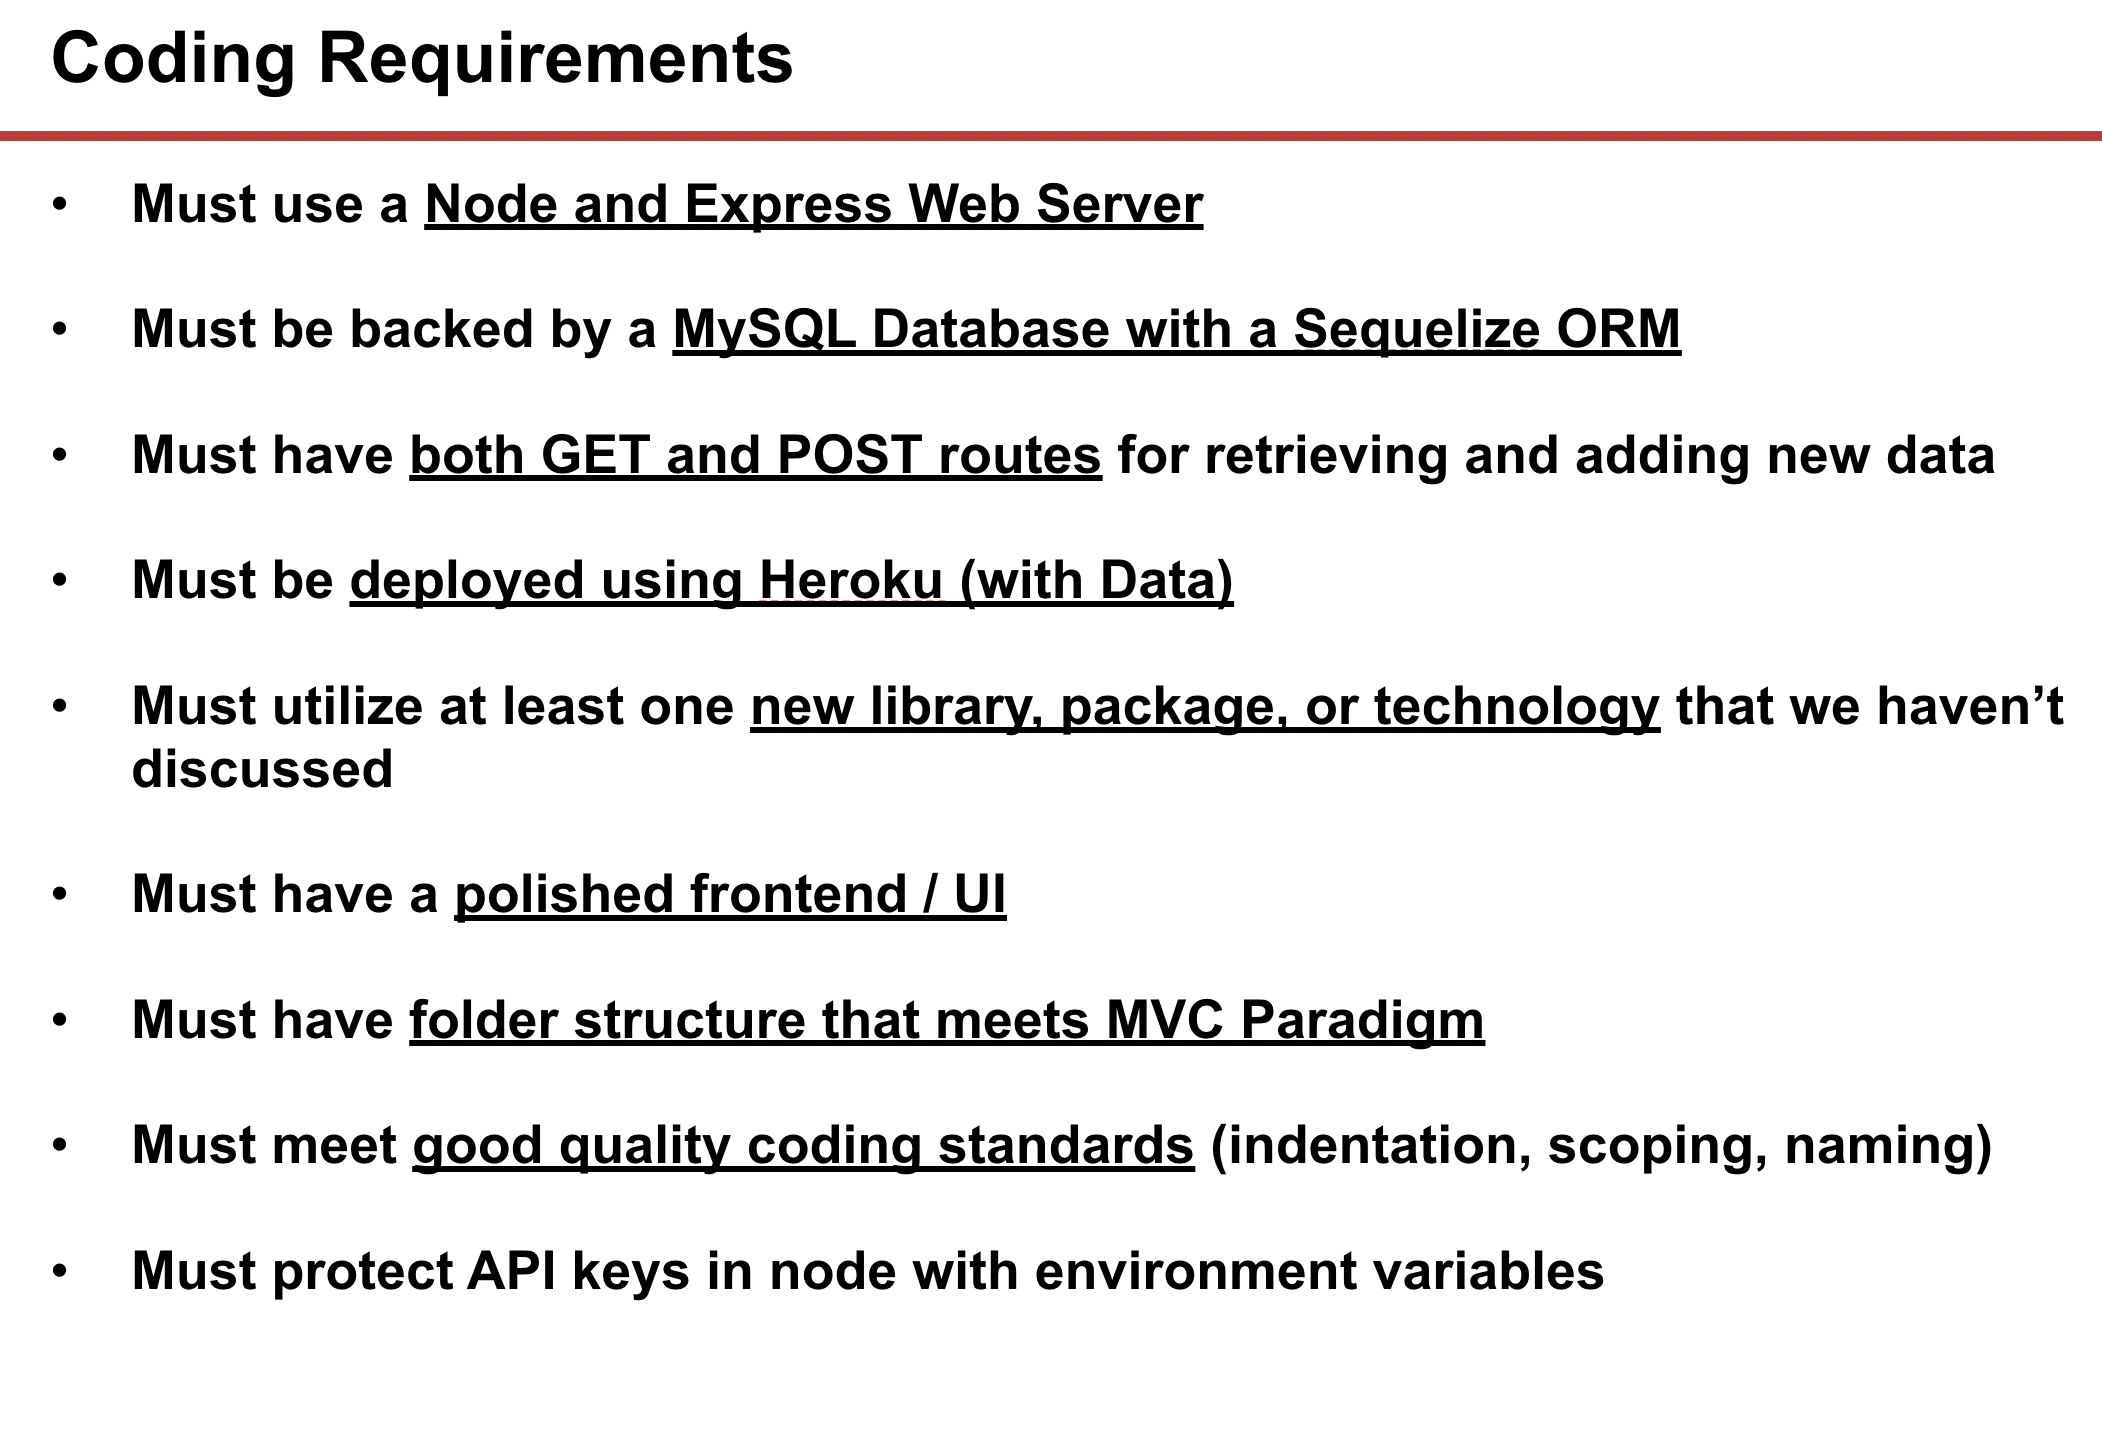 Coding Requirements
• Must use a Node and Express Web Server
• Must be backed by a MySQL Database with a Sequelize ORM
• Must have both GET and POST routes for retrieving and adding new data
• Must be deployed using Heroku (with Data)
• Must utilize at least one new library, package, or technology that we haven’t
discussed
• Must have a polished frontend / UI
• Must have folder structure that meets MVC Paradigm
• Must meet good quality coding standards (indentation, scoping, naming)
• Must protect API keys in node with environment variables